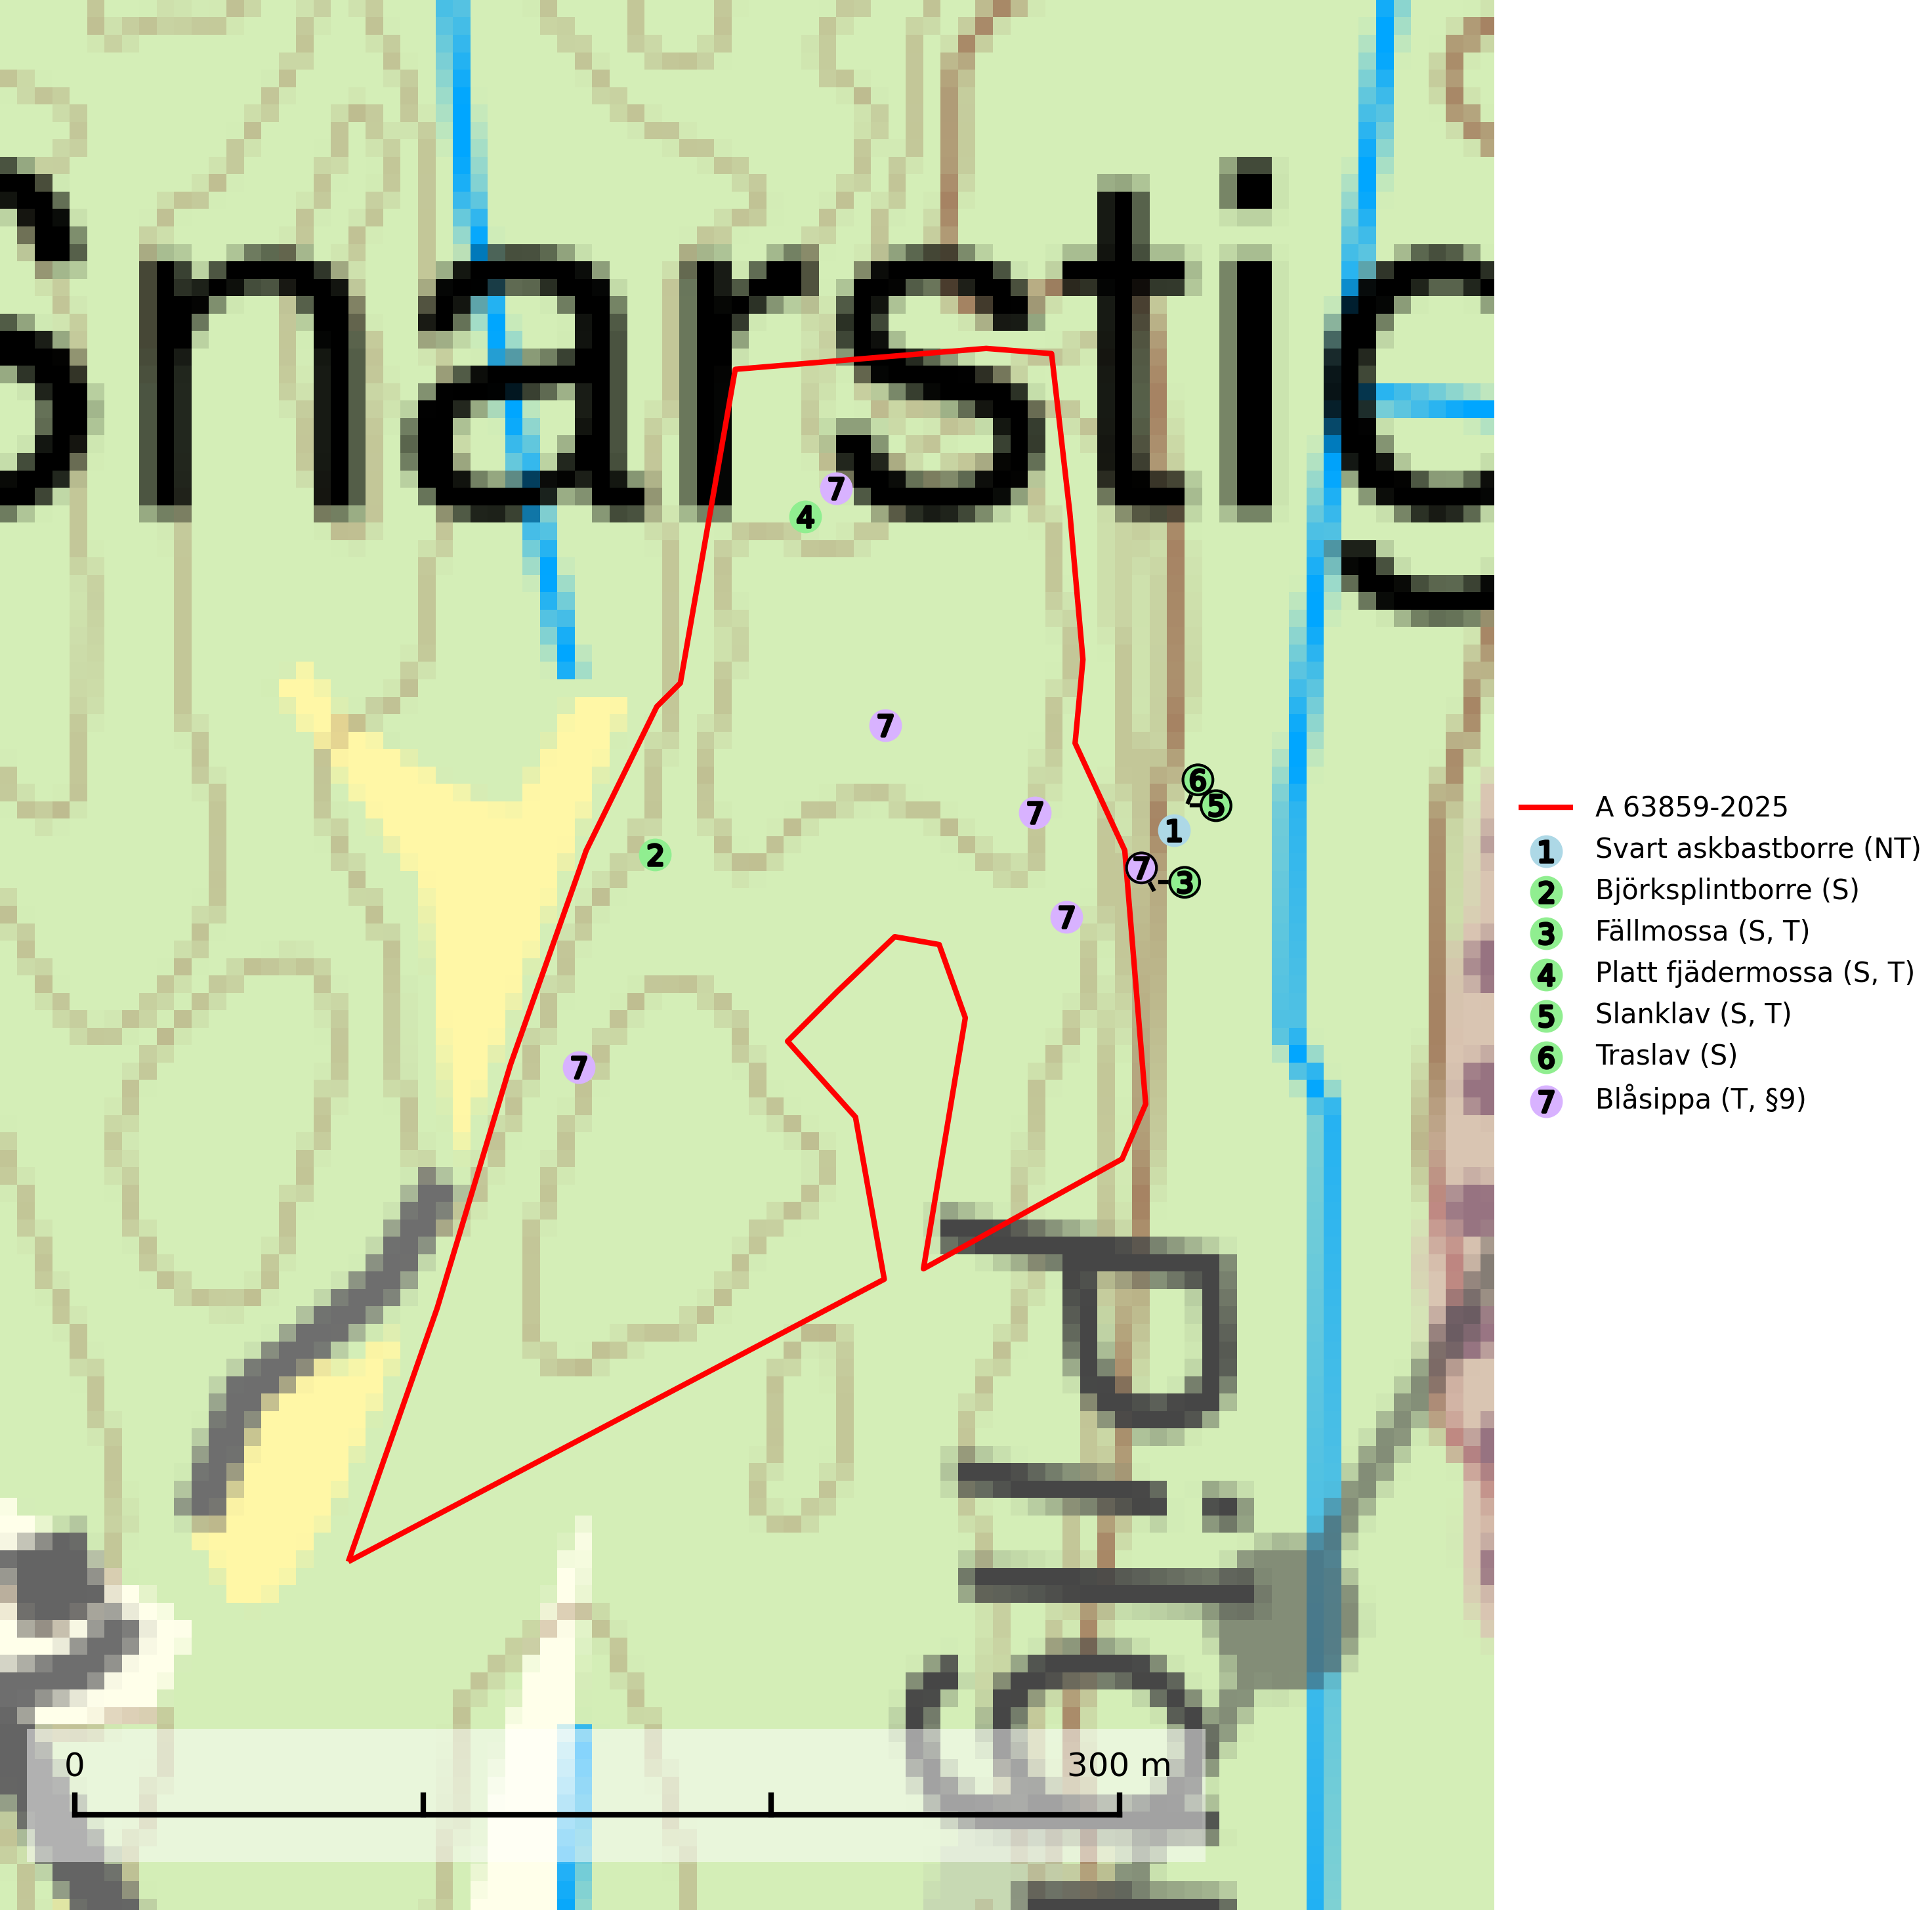 snarstig
7
4
7
6
7
5
1
2
7
3
7
7
A 63859-2025
1 Svart askbastborre (NT)
2 Björksplintborre (S)
3 Fällmossa (S, T)
4 Platt fjädermossa (S, T)
5 Slanklav (S, T)
6 Traslav (S)
7 Blåsippa (T, §9)
0 300 m